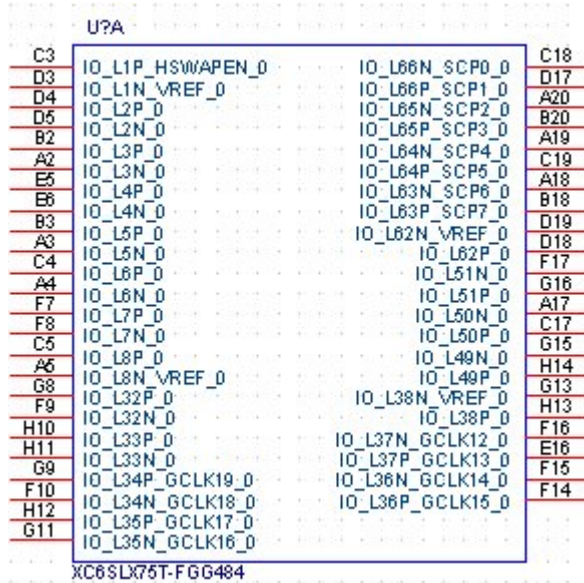 U?A
C3 IO_L1P_HSWAPEN_0 IO_L66N_SCP0_0 C18
D3 IO_L1N_VREF_0 IO_L66P_SCP1_0 D17
D4 IO_L2P_0 IO_L65N_SCP2_0 A20
D5 IO_L2N_0 IO_L65P_SCP3_0 B20
B2 IO_L3P_0 IO_L64N_SCP4_0 A19
A2 IO_L3N_0 IO_L64P_SCP5_0 C19
E5 IO_L4P_0 IO_L63N_SCP6_0 A18
E6 IO_L4N_0 IO_L63P_SCP7_0 B18
B3 IO_L5P_0 IO_L62N_VREF_0 D19
A3 IO_L5N_0 IO_L62P_0 D18
C4 IO_L6P_0 IO_L51N_0 F17
A4 IO_L6N_0 IO_L51P_0 G16
F7 IO_L7P_0 IO_L50N_0 A17
F8 IO_L7N_0 IO_L50P_0 C17
C5 IO_L8P_0 IO_L49N_0 G15
A5 IO_L8N_VREF_0 IO_L49P_0 H14
G8 IO_L32P_0 IO_L38N_VREF_0 G13
F9 IO_L32N_0 IO_L38P_0 H13
H10 IO_L33P_0 IO_L37N_GCLK12_0 F16
H11 IO_L33N_0 IO_L37P_GCLK13_0 E16
G9 IO_L34P_GCLK19_0 IO_L36N_GCLK14_0 F15
F10 IO_L34N_GCLK18_0 IO_L36P_GCLK15_0 F14
H12 IO_L35P_GCLK17_0
G11 IO_L35N_GCLK16_0
XC6SLX75T-FGG484